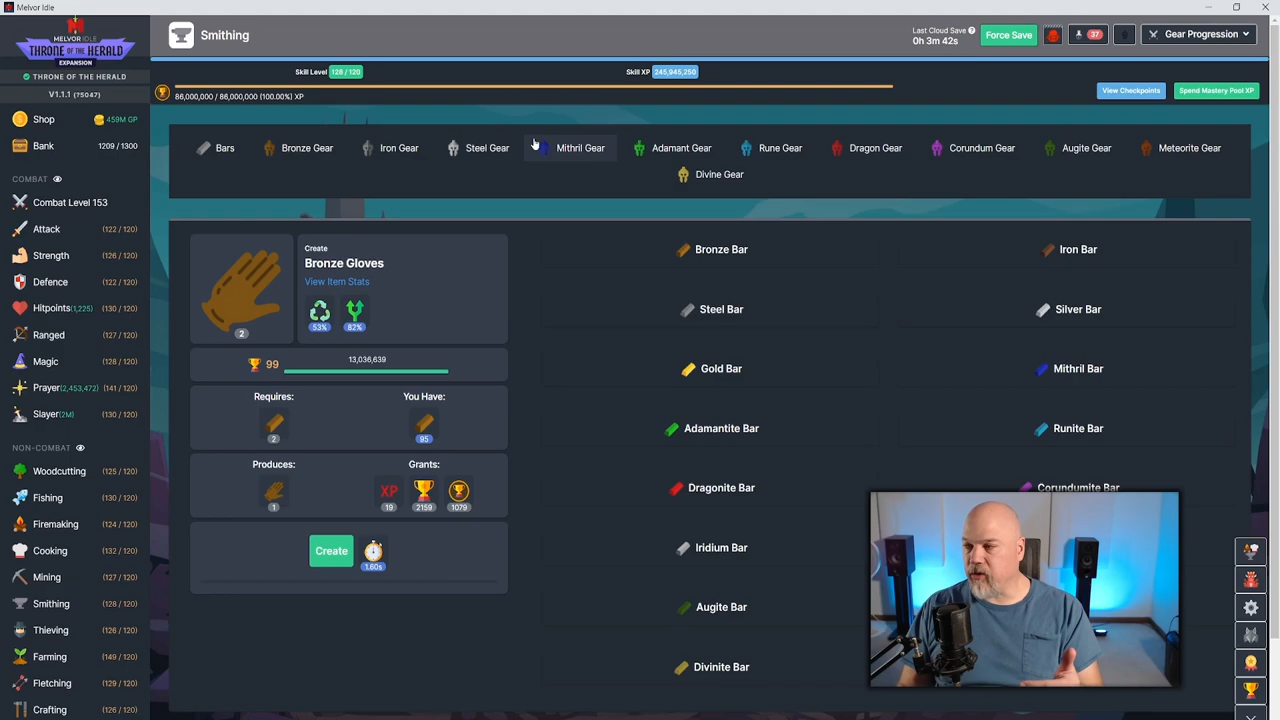 Melvor Idle
Smithing
MELVOR IDLE
THRONE OF THE HERALD
EXPANSION
THRONE OF THE HERALD
V1.1.1 (?5047)
Last Cloud Save
0h 3m 42s
Force Save
37
Gear Progression
Skill Level 128 / 120
Skill XP 245,945,250
86,000,000 / 86,000,000 (100.00%) XP
View Checkpoints
Spend Mastery Pool XP
Shop 459M GP
Bank 1209 / 1300
COMBAT
Combat Level 153
Attack (122 / 120)
Strength (126 / 120)
Defence (122 / 120)
Hitpoints(1,225) (130 / 120)
Ranged (127 / 120)
Magic (128 / 120)
Prayer(2,453,472) (141 / 120)
Slayer(2M) (130 / 120)
NON-COMBAT
Woodcutting (125 / 120)
Fishing (130 / 120)
Firemaking (124 / 120)
Cooking (132 / 120)
Mining (127 / 120)
Smithing (128 / 120)
Thieving (126 / 120)
Farming (149 / 120)
Fletching (129 / 120)
Crafting (126 / 120)
Bars
Bronze Gear
Iron Gear
Steel Gear
Mithril Gear
Adamant Gear
Rune Gear
Dragon Gear
Corundum Gear
Augite Gear
Meteorite Gear
Divine Gear
2
Create
Bronze Gloves
View Item Stats
53%
82%
99
13,036,639
Requires:
You Have:
2
95
Produces:
Grants:
1
XP
19
2159
1079
Create
1.60s
Bronze Bar
Iron Bar
Steel Bar
Silver Bar
Gold Bar
Mithril Bar
Adamantite Bar
Runite Bar
Dragonite Bar
Corundumite Bar
Iridium Bar
Augite Bar
Divinite Bar